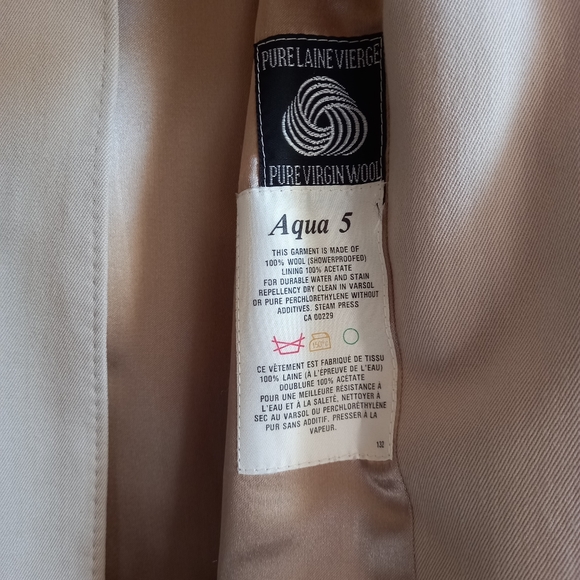 PURE LAINE VIERGE
PURE VIRGIN WOOL
Aqua 5
THIS GARMENT IS MADE OF
100% WOOL (SHOWERPROOFED)
LINING 100% ACETATE
FOR DURABLE WATER AND STAIN
REPELLENCY DRY CLEAN IN VARSOL
OR PURE PERCHLORETHYLENE WITHOUT
ADDITIVES. STEAM PRESS
CA 00229
CE VÊTEMENT EST FABRIQUÉ DE TISSU
100% LAINE (A L'ÉPREUVE DE L'EAU)
DOUBLURE 100% ACÉTATE
POUR UNE MEILLEURE RÉSISTANCE À
L'EAU ET A LA SALETÉ, NETTOYER À
SEC AU VARSOL OU PERCHLORÉTHYLÈNE
PUR SANS ADDITIF, PRESSER À LA
VAPEUR.
132